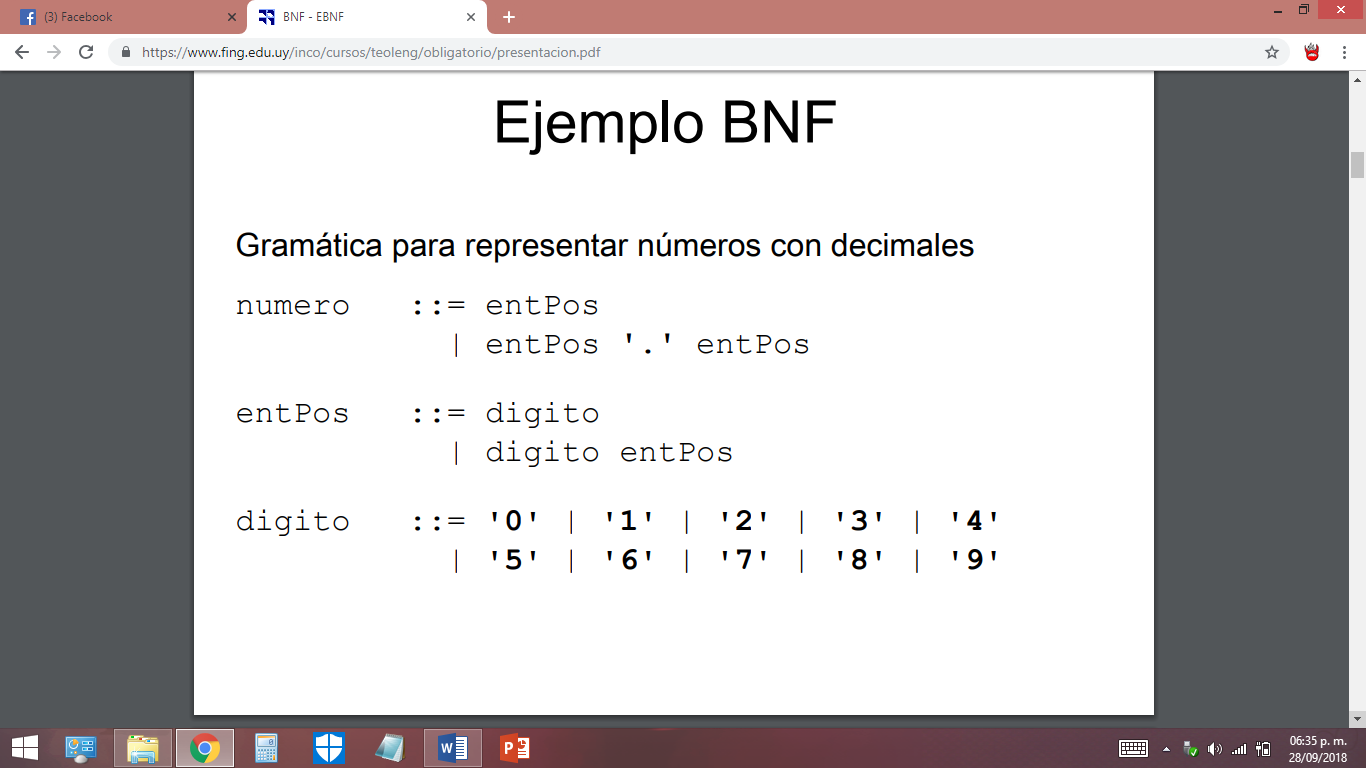 (3) Facebook
BNF - EBNF
https://www.fing.edu.uy/inco/cursos/teoleng/obligatorio/presentacion.pdf
Ejemplo BNF
Gramática para representar números con decimales
numero ::= entPos
| entPos '.' entPos
entPos ::= digito
| digito entPos
digito ::= '0' | '1' | '2' | '3' | '4'
| '5' | '6' | '7' | '8' | '9'
06:35 p. m.
28/09/2018